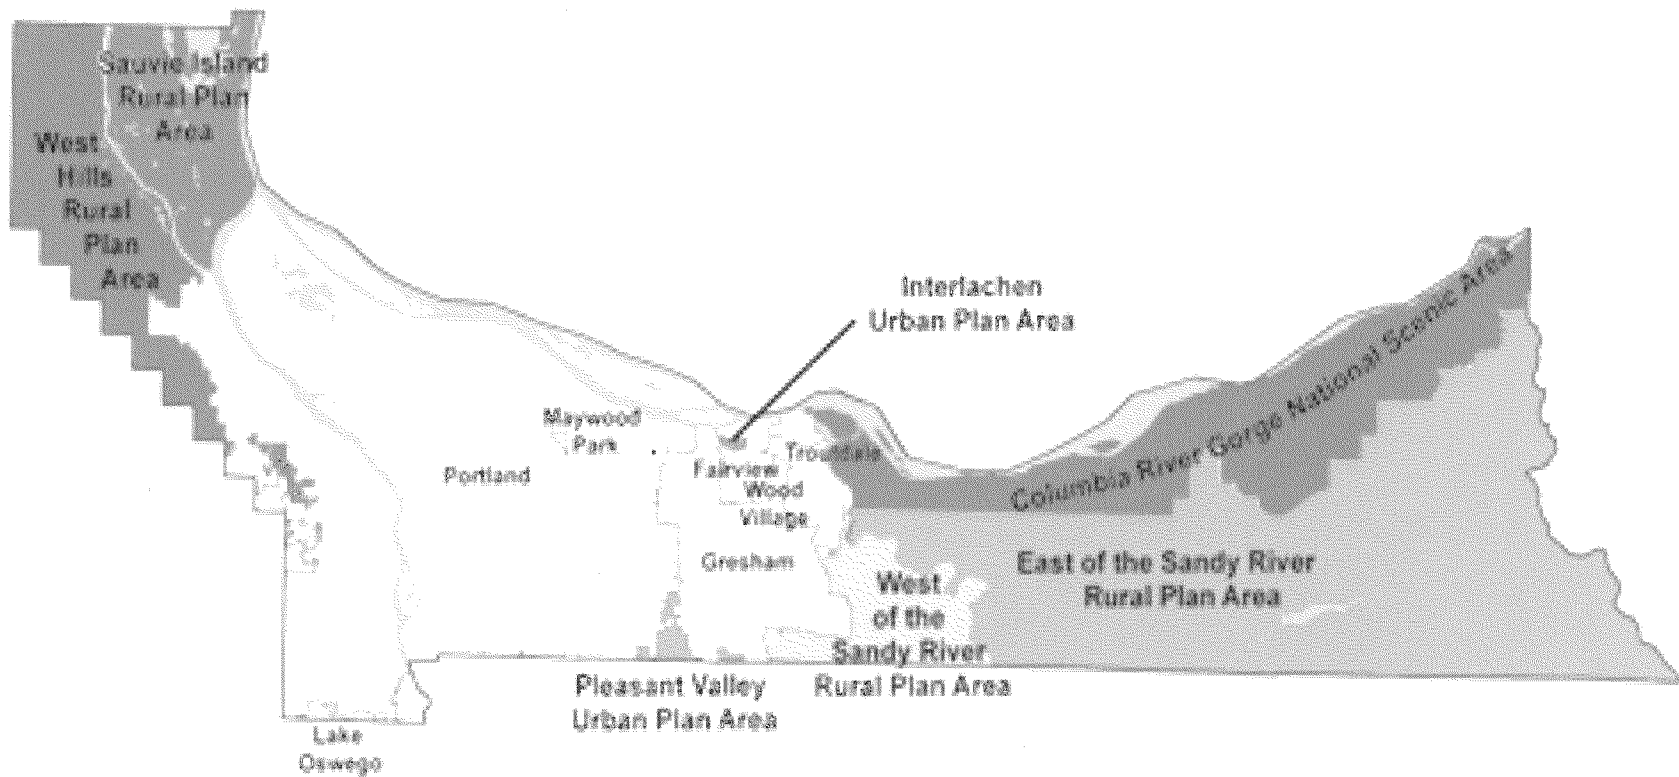 Sauvie Island
Rural Plan
Area
West
Hills
Rural
Plan
Area
Interlachen
Urban Plan Area
Columbia River Gorge National Scenic Area
Maywood
Park
Portland
Fairview
Troutdale
Wood
Village
Gresham
West
of the
Sandy River
Rural Plan Area
East of the Sandy River
Rural Plan Area
Pleasant Valley
Urban Plan Area
Lake
Oswego